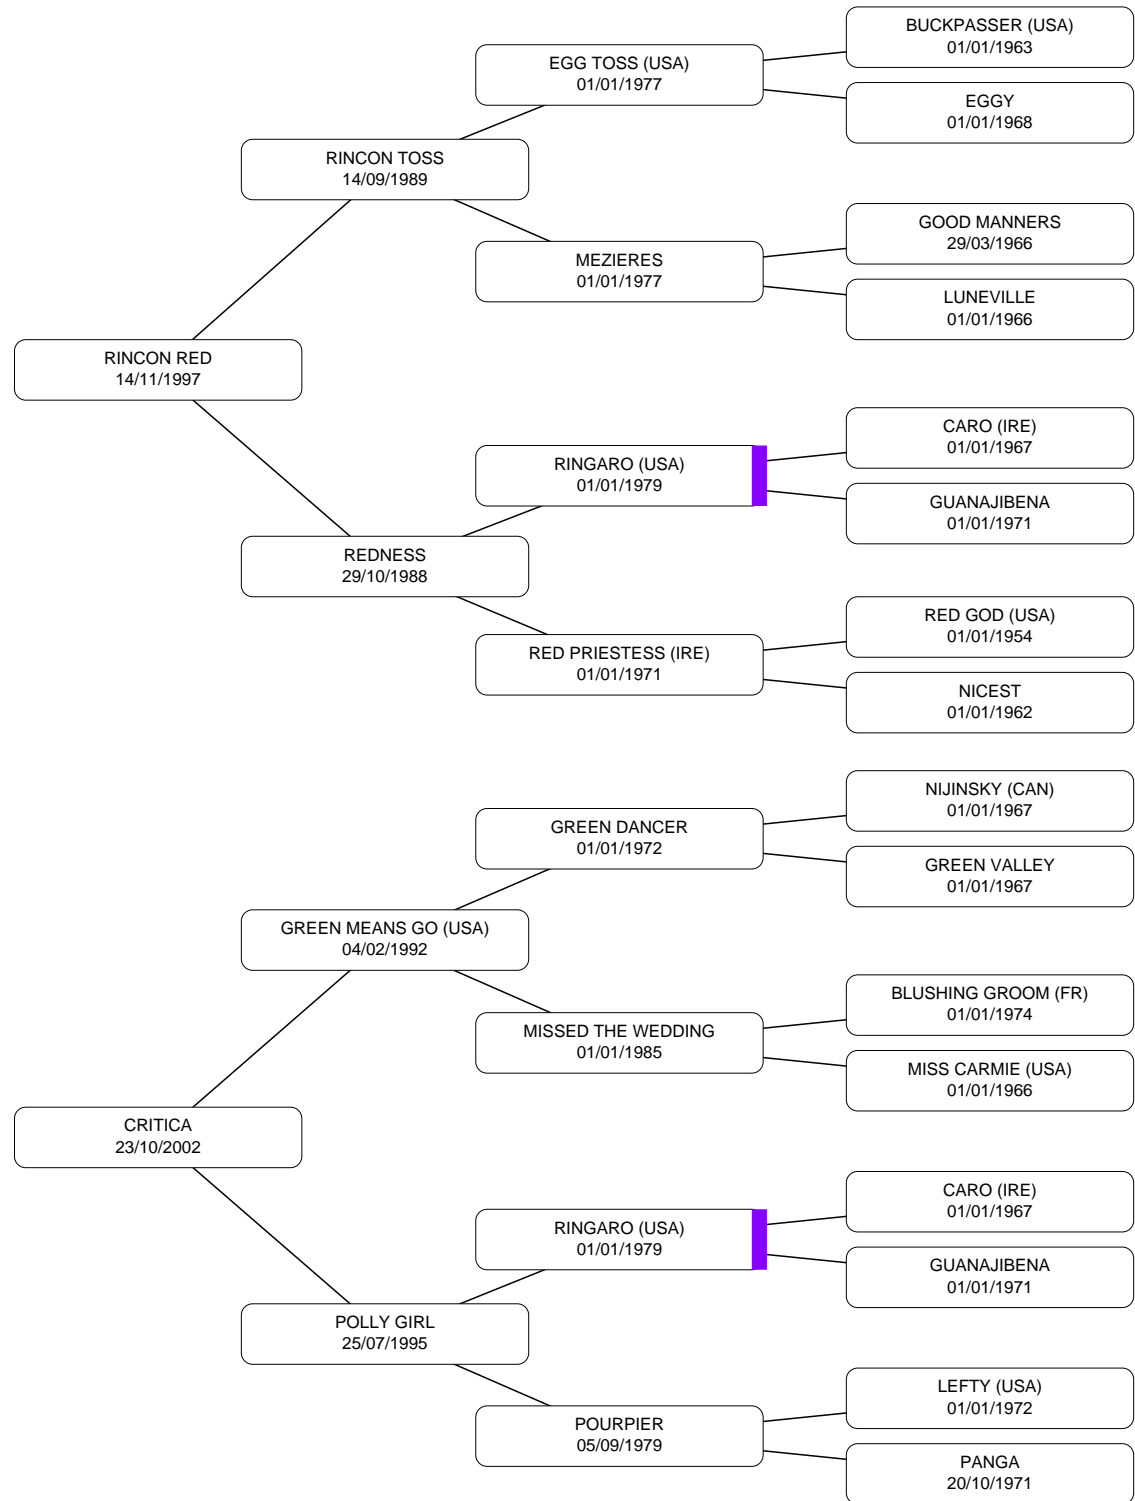 BUCKPASSER (USA)
01/01/1963
EGG TOSS (USA)
01/01/1977
EGGY
01/01/1968
RINCON TOSS
14/09/1989
GOOD MANNERS
29/03/1966
MEZIERES
01/01/1977
LUNEVILLE
01/01/1966
RINCON RED
14/11/1997
CARO (IRE)
01/01/1967
RINGARO (USA)
01/01/1979
GUANAJIBENA
01/01/1971
REDNESS
29/10/1988
RED GOD (USA)
01/01/1954
RED PRIESTESS (IRE)
01/01/1971
NICEST
01/01/1962
NIJINSKY (CAN)
01/01/1967
GREEN DANCER
01/01/1972
GREEN VALLEY
01/01/1967
GREEN MEANS GO (USA)
04/02/1992
BLUSHING GROOM (FR)
01/01/1974
MISSED THE WEDDING
01/01/1985
MISS CARMIE (USA)
01/01/1966
CRITICA
23/10/2002
CARO (IRE)
01/01/1967
RINGARO (USA)
01/01/1979
GUANAJIBENA
01/01/1971
POLLY GIRL
25/07/1995
LEFTY (USA)
01/01/1972
POURPIER
05/09/1979
PANGA
20/10/1971